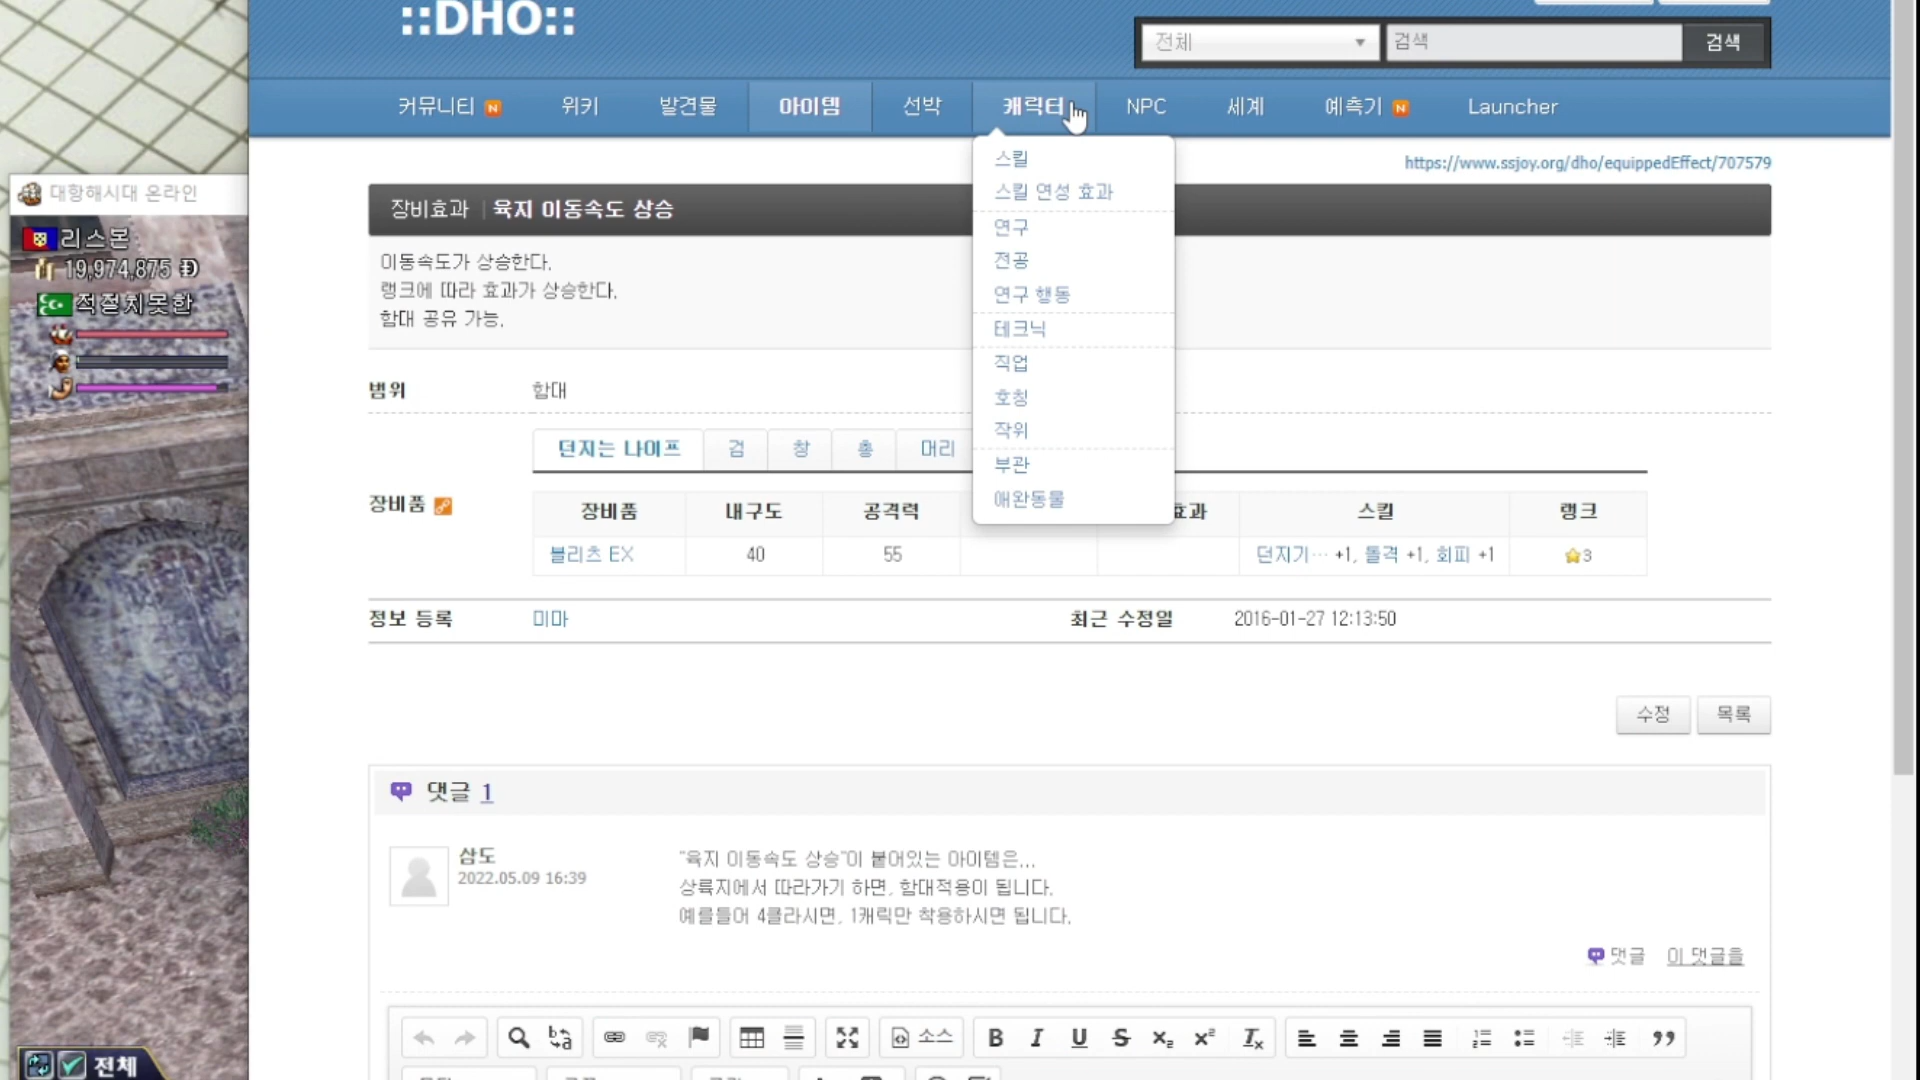 ::DHO::
전체
검색
검색
커뮤니티 N
위키
발견물
아이템
선박
캐릭터
NPC
세계
예측기 N
Launcher
스킬
스킬 연성 효과
연구
전공
연구 행동
테크닉
직업
호칭
작위
부관
애완동물
https://www.ssjoy.org/dho/equippedEffect/707579
대항해시대 온라인
리스본
19,974,875 D
적절치못한
장비효과 육지 이동속도 상승
이동속도가 상승한다.
랭크에 따라 효과가 상승한다.
함대 공유 가능.
범위 함대
던지는 나이프 검 창 총 머리
장비품
장비품 내구도 공격력 효과 스킬 랭크
블리츠 EX 40 55 던지기… +1, 돌격 +1, 회피 +1 3
정보 등록 미마 최근 수정일 2016-01-27 12:13:50
수정 목록
댓글 1
삼도
2022.05.09 16:39
"육지 이동속도 상승"이 붙어있는 아이템은...
상륙지에서 따라가기 하면, 함대적용이 됩니다.
예를들어 4클라시면, 1캐릭만 착용하시면 됩니다.
댓글 이 댓글을
소스
B I U S x₂ x² Tx
전체